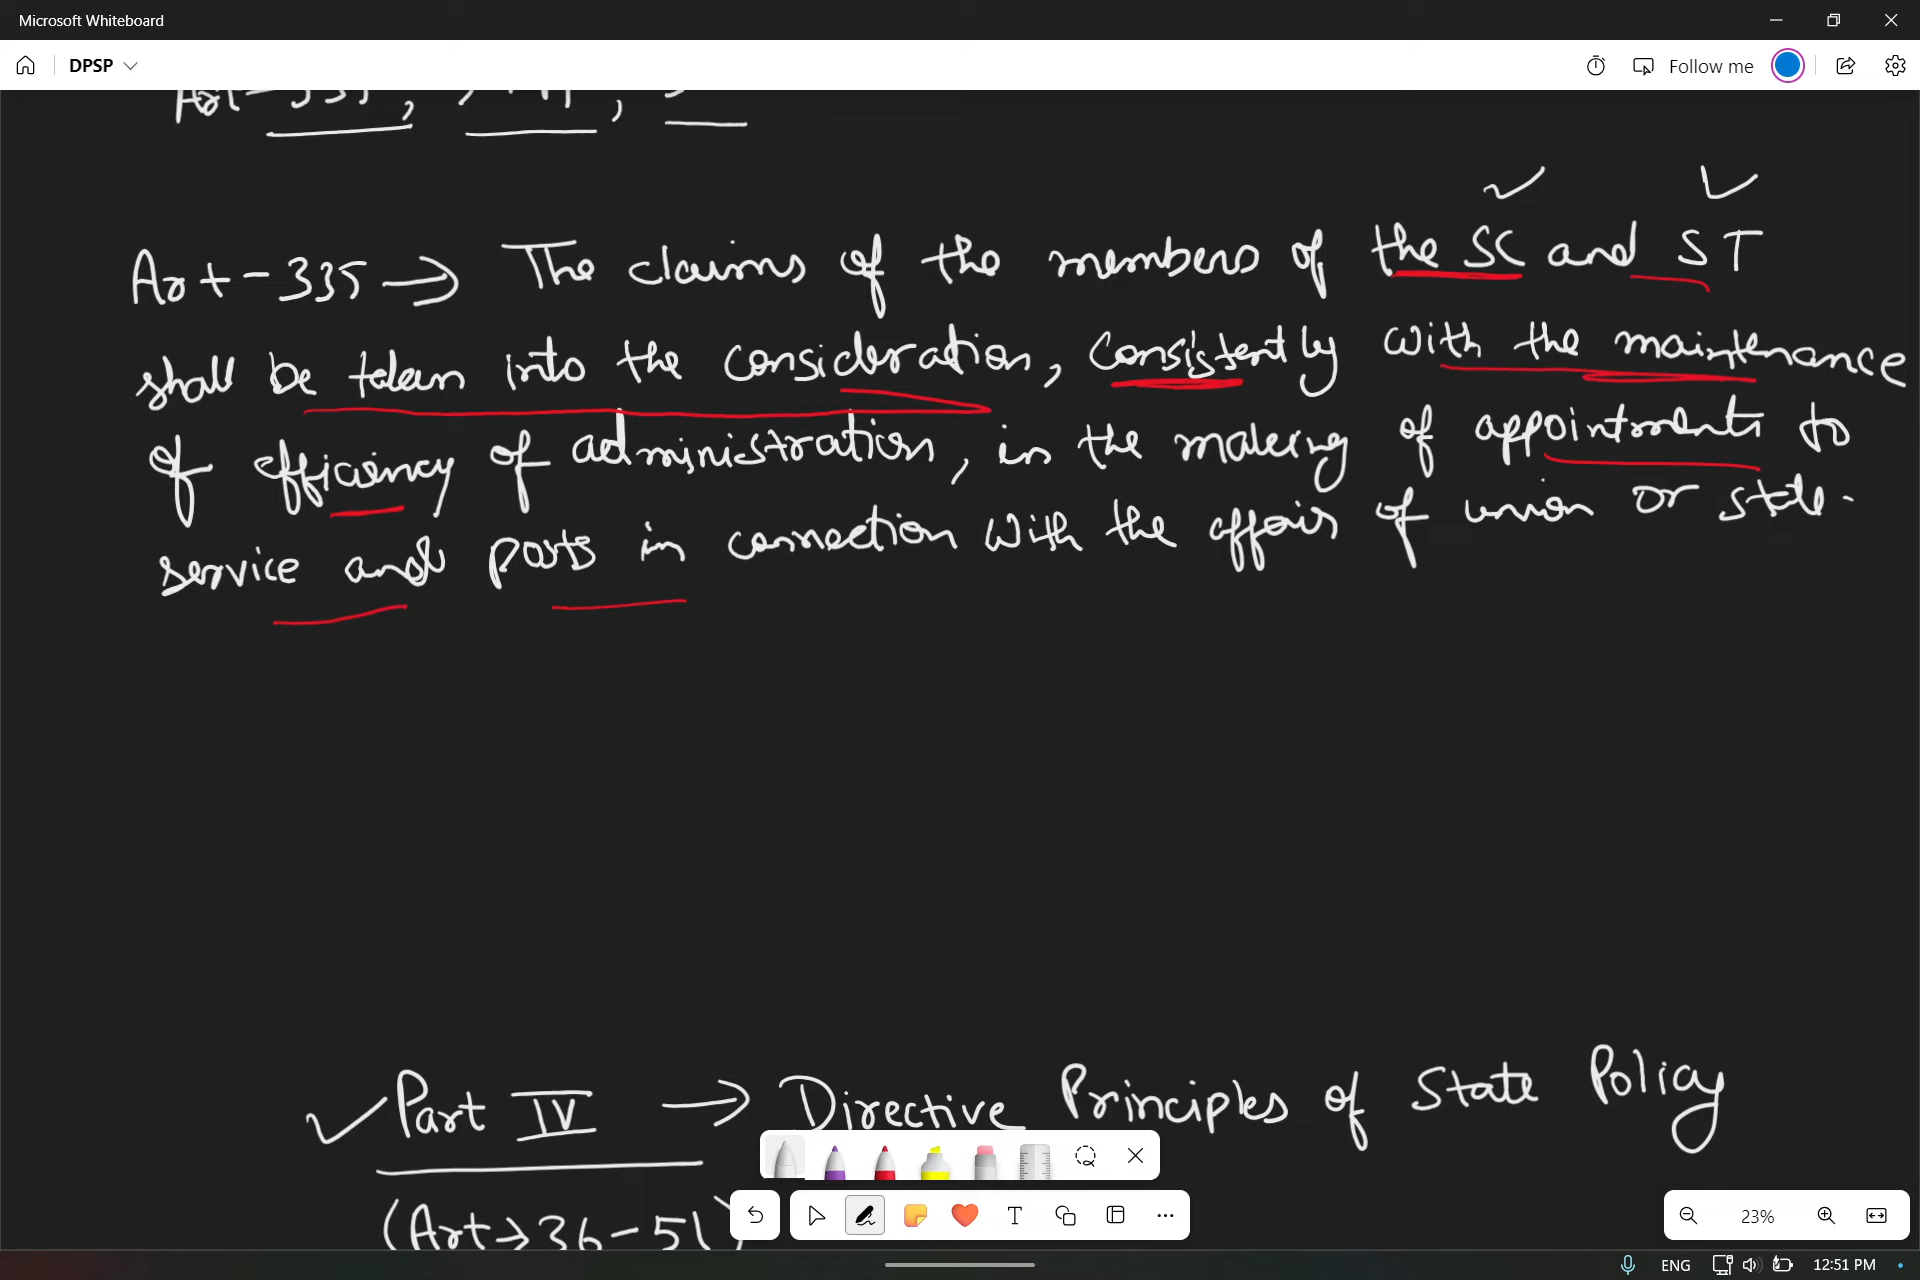 Microsoft Whiteboard
DPSP
Follow me
Art-335 → The claims of the members of the SC and ST
shall be taken into the consideration, consistently with the maintenance
of efficiency of administration, in the making of appointments to
service and posts in connection with the affairs of union or state.
Part IV → Directive Principles of State Policy
(Art→36-51)
23%
ENG
12:51 PM